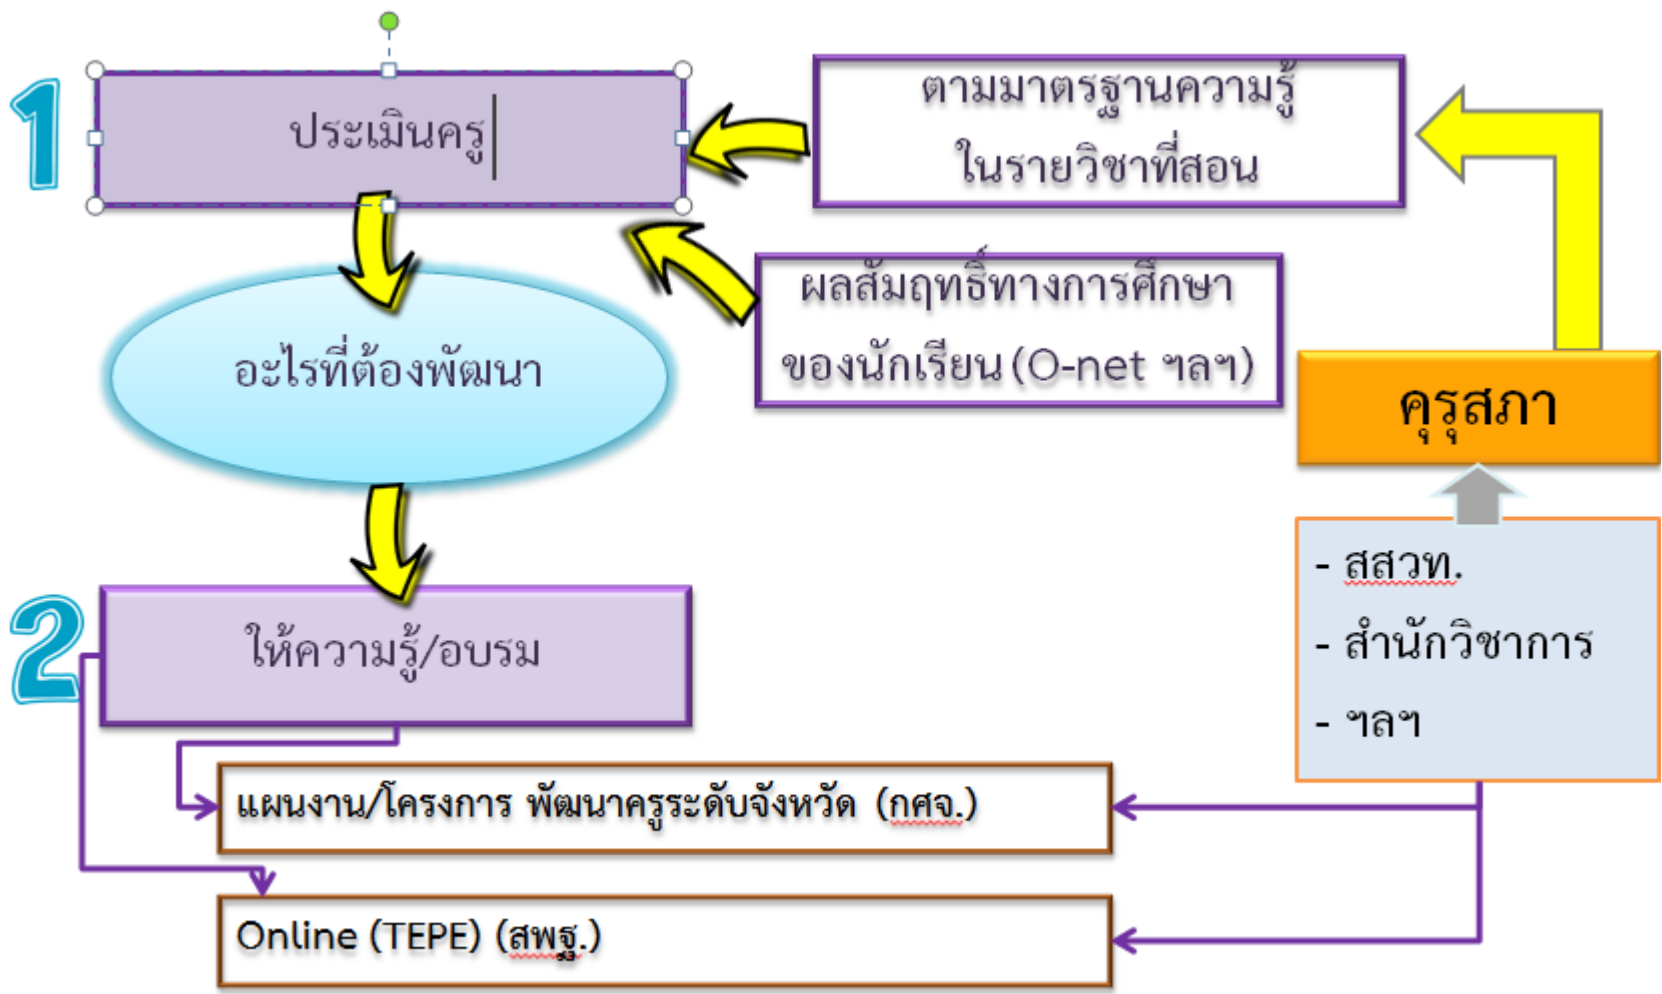 1
ประเมินครู
ตามมาตรฐานความรู้
ในรายวิชาที่สอน
ผลสัมฤทธิ์ทางการศึกษา
ของนักเรียน (O-net ฯลฯ)
อะไรที่ต้องพัฒนา
คุรุสภา
- สสวท.
- สำนักวิชาการ
- ฯลฯ
2
ให้ความรู้/อบรม
แผนงาน/โครงการ พัฒนาครูระดับจังหวัด (กศจ.)
Online (TEPE) (สพฐ.)